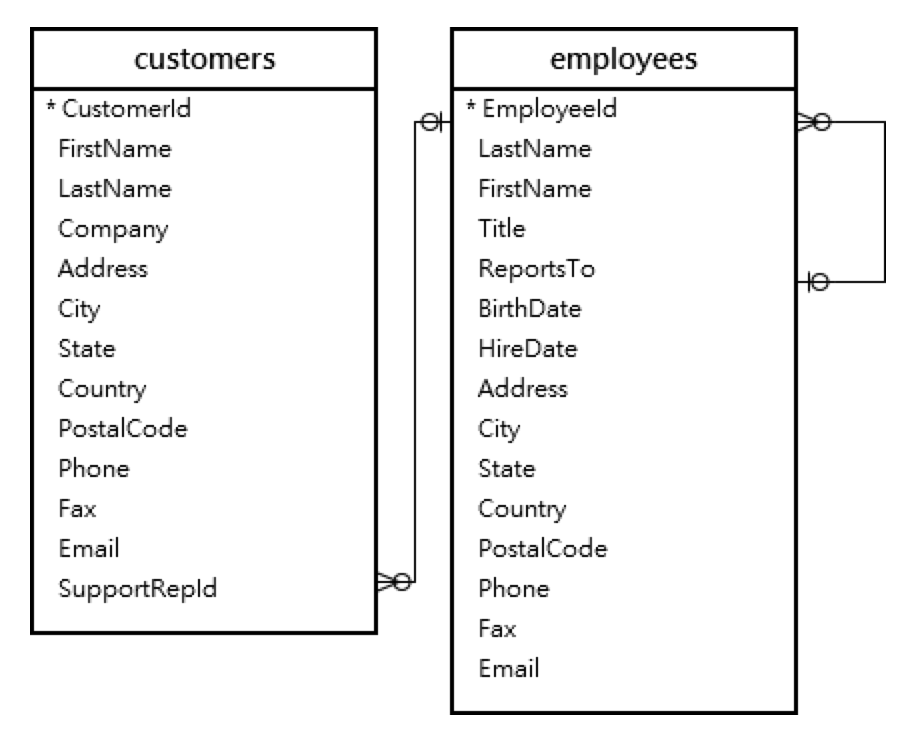 customers
* CustomerId
FirstName
LastName
Company
Address
City
State
Country
PostalCode
Phone
Fax
Email
SupportRepId
employees
* EmployeeId
LastName
FirstName
Title
ReportsTo
BirthDate
HireDate
Address
City
State
Country
PostalCode
Phone
Fax
Email